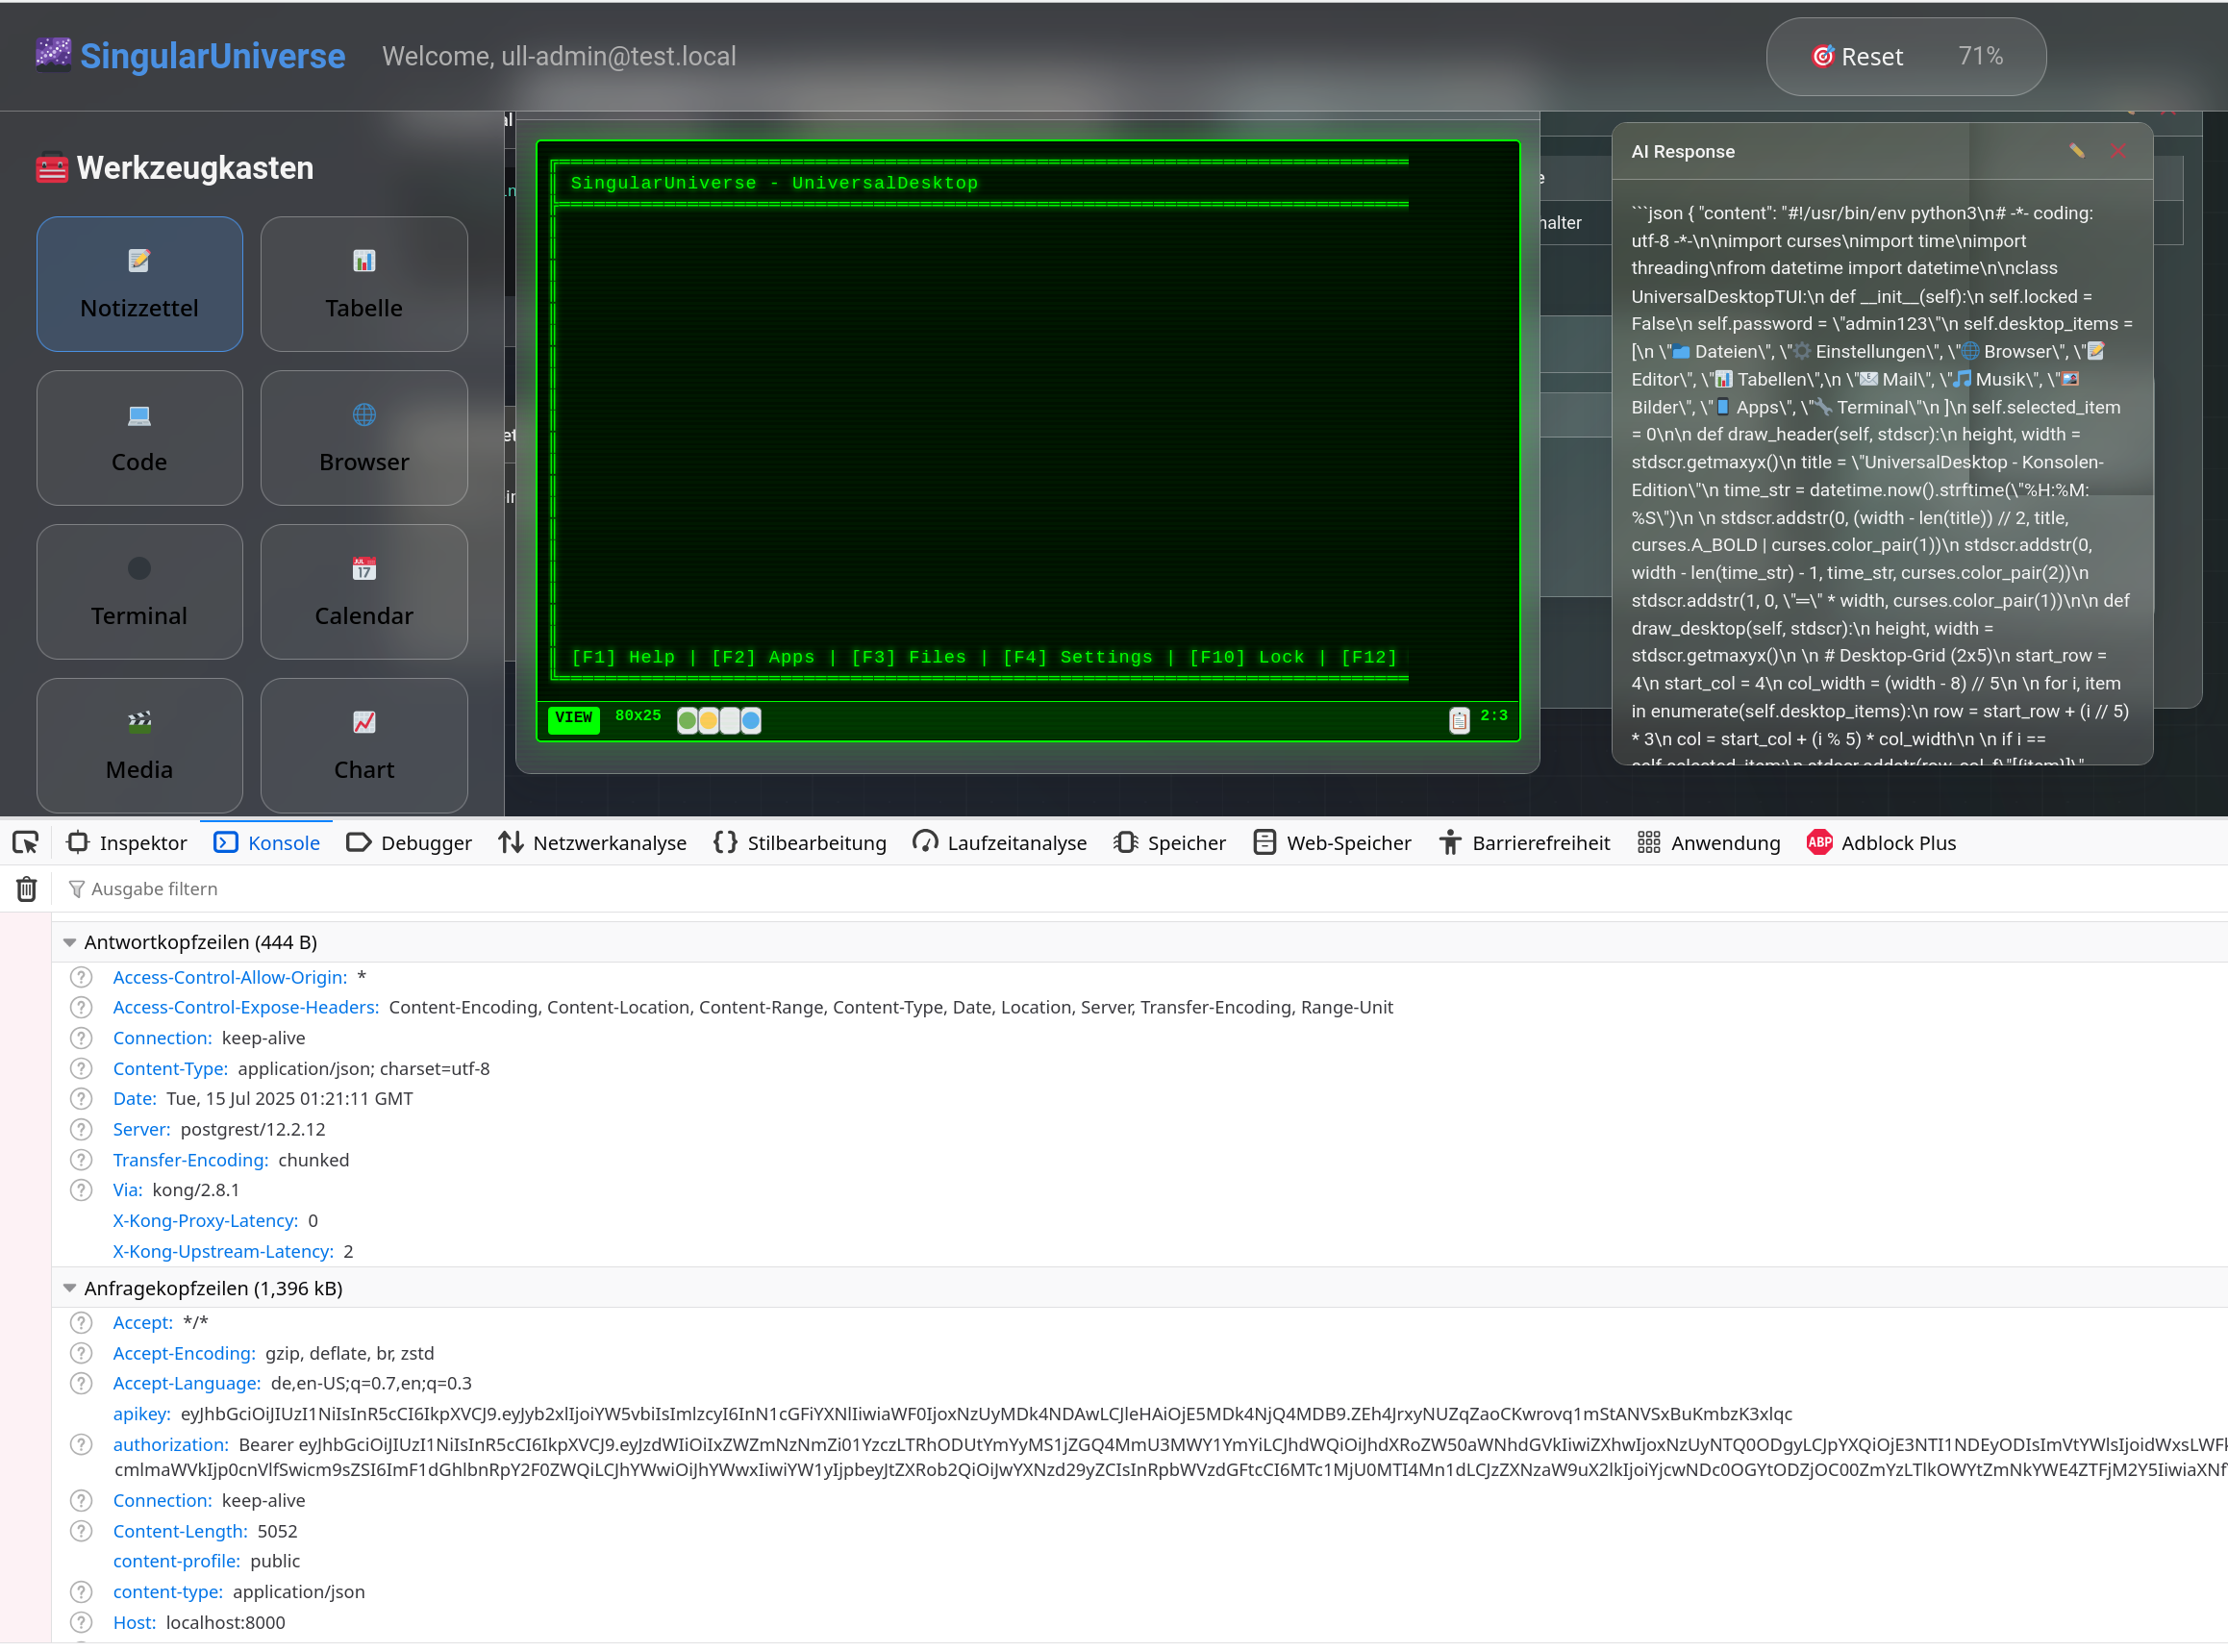 SingularUniverse
Welcome, ull-admin@test.local
Reset 71%
Werkzeugkasten
Notizzettel
Tabelle
Code
Browser
Terminal
Calendar
Media
Chart
SingularUniverse - UniversalDesktop
[F1] Help | [F2] Apps | [F3] Files | [F4] Settings | [F10] Lock | [F12]
VIEW 80x25 2:3
halter
AI Response
```json { "content": "#!/usr/bin/env python3\n# -*- coding:
utf-8 -*-\n\nimport curses\nimport time\nimport
threading\nfrom datetime import datetime\n\nclass
UniversalDesktopTUI:\n def __init__(self):\n self.locked =
False\n self.password = \"admin123\"\n self.desktop_items =
[\n \"📁 Dateien\", \"⚙️ Einstellungen\", \"🌐 Browser\", \"📝
Editor\", \"📊 Tabellen\",\n \"📧 Mail\", \"🎵 Musik\", \"🖼️
Bilder\", \"📱 Apps\", \"🔧 Terminal\"\n ]\n self.selected_item
= 0\n\n def draw_header(self, stdscr):\n height, width =
stdscr.getmaxyx()\n title = \"UniversalDesktop - Konsolen-
Edition\"\n time_str = datetime.now().strftime(\"%H:%M:
%S\")\n \n stdscr.addstr(0, (width - len(title)) // 2, title,
curses.A_BOLD | curses.color_pair(1))\n stdscr.addstr(0,
width - len(time_str) - 1, time_str, curses.color_pair(2))\n
stdscr.addstr(1, 0, \"═\" * width, curses.color_pair(1))\n\n def
draw_desktop(self, stdscr):\n height, width =
stdscr.getmaxyx()\n \n # Desktop-Grid (2x5)\n start_row =
4\n start_col = 4\n col_width = (width - 8) // 5\n \n for i, item
in enumerate(self.desktop_items):\n row = start_row + (i // 5)
* 3\n col = start_col + (i % 5) * col_width\n \n if i ==
self.selected_item:\n stdscr.addstr(row, col, f\"[{item}]\",
Inspektor Konsole Debugger Netzwerkanalyse Stilbearbeitung Laufzeitanalyse Speicher Web-Speicher Barrierefreiheit Anwendung ABP Adblock Plus
Ausgabe filtern
Antwortkopfzeilen (444 B)
Access-Control-Allow-Origin: *
Access-Control-Expose-Headers: Content-Encoding, Content-Location, Content-Range, Content-Type, Date, Location, Server, Transfer-Encoding, Range-Unit
Connection: keep-alive
Content-Type: application/json; charset=utf-8
Date: Tue, 15 Jul 2025 01:21:11 GMT
Server: postgrest/12.2.12
Transfer-Encoding: chunked
Via: kong/2.8.1
X-Kong-Proxy-Latency: 0
X-Kong-Upstream-Latency: 2
Anfragekopfzeilen (1,396 kB)
Accept: */*
Accept-Encoding: gzip, deflate, br, zstd
Accept-Language: de,en-US;q=0.7,en;q=0.3
apikey: eyJhbGciOiJIUzI1NiIsInR5cCI6IkpXVCJ9.eyJyb2xlIjoiYW5vbiIsImlzcyI6InN1cGFiYXNlIiwiaWF0IjoxNzUyMDk4NDAwLCJleHAiOjE5MDk4NjQ4MDB9.ZEh4JrxyNUZqZaoCKwrovq1mStANVSxBuKmbzK3xlqc
authorization: Bearer eyJhbGciOiJIUzI1NiIsInR5cCI6IkpXVCJ9.eyJzdWIiOiIxZWZmNzNmZi01YzczLTRhODUtYmYyMS1jZGQ4MmU3MWY1YmYiLCJhdWQiOiJhdXRoZW50aWNhdGVkIiwiZXhwIjoxNzUyNTQ0ODgyLCJpYXQiOjE3NTI1NDEyODIsImVtYWlsIjoidWxsLWFk
cmlmaWVkIjp0cnVlfSwicm9sZSI6ImF1dGhlbnRpY2F0ZWQiLCJhYWwiOiJhYWwxIiwiYW1yIjpbeyJtZXRob2QiOiJwYXNzd29yZCIsInRpbWVzdGFtcCI6MTc1MjU0MTI4Mn1dLCJzZXNzaW9uX2lkIjoiYjcwNDc0OGYtODZjOC00ZmYzLTlkOWYtZmNkYWE4ZTFjM2Y5IiwiaXNf
Connection: keep-alive
Content-Length: 5052
content-profile: public
content-type: application/json
Host: localhost:8000